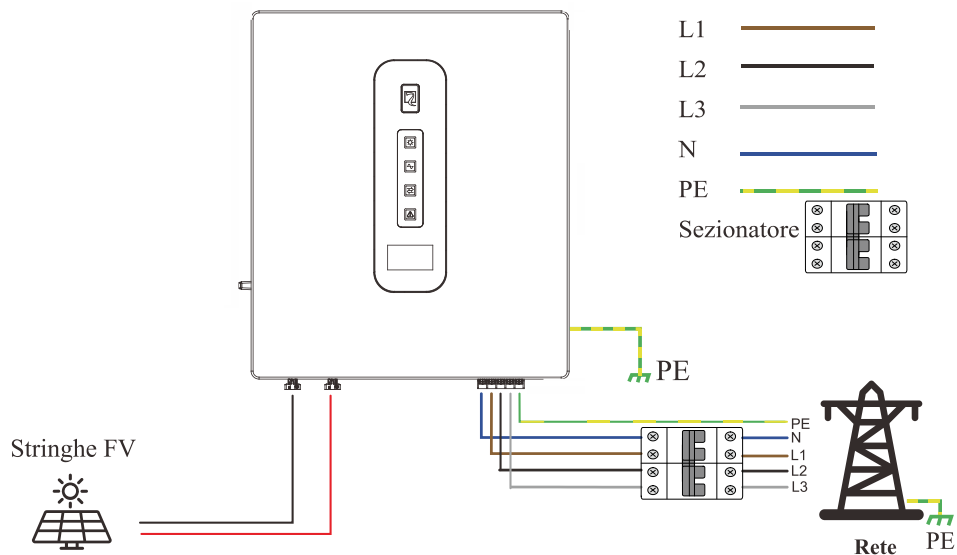 L1
L2
L3
N
PE
Sezionatore
PE
Stringhe FV
PE
N
L1
L2
L3
Rete
PE